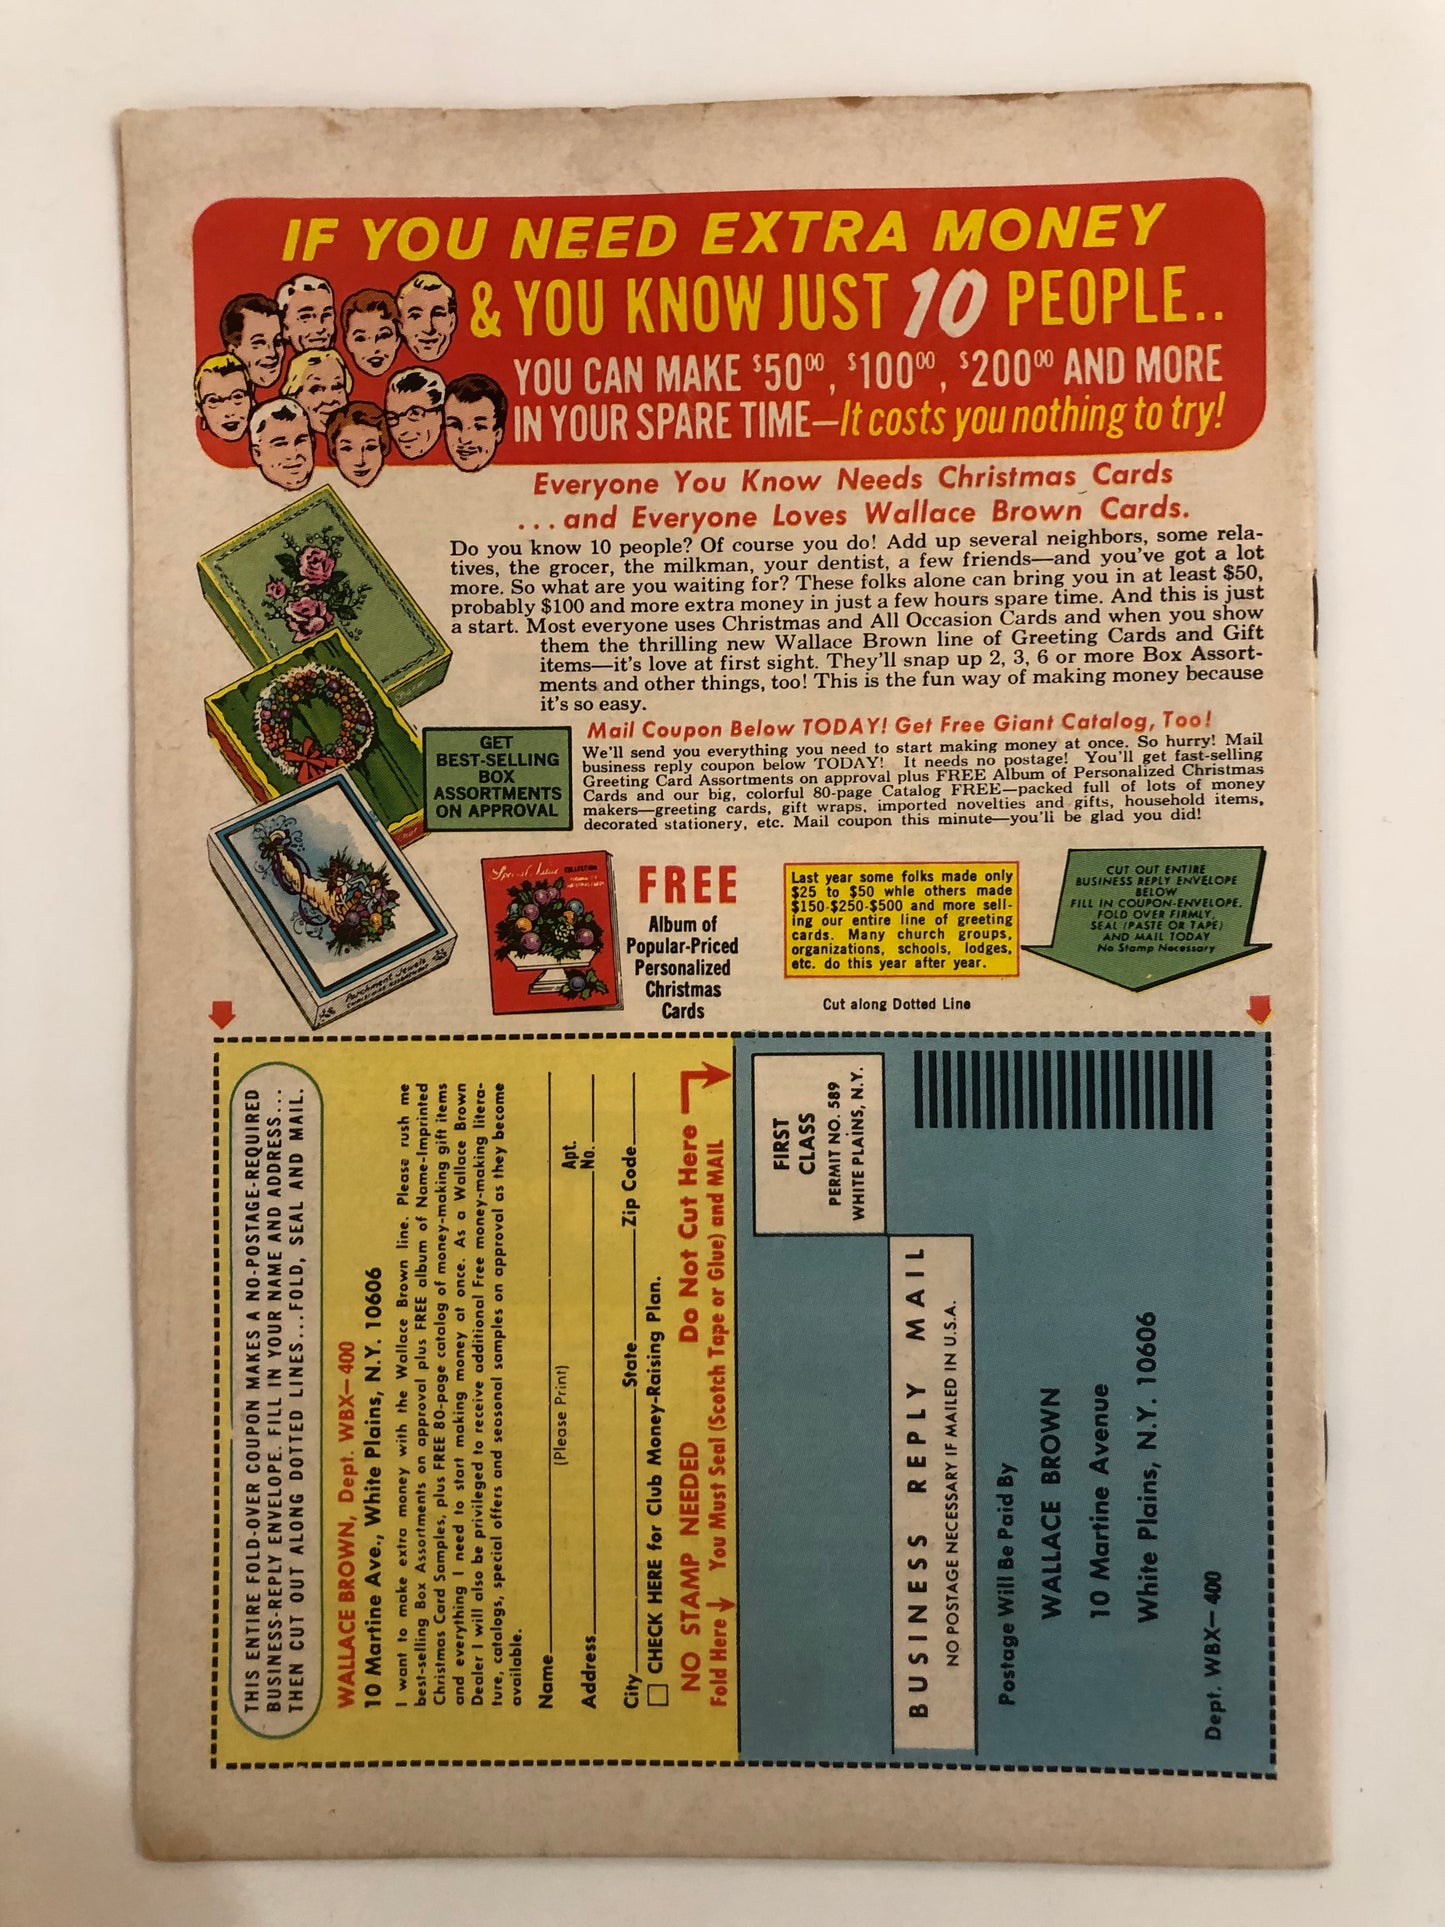 IF YOU NEED EXTRA MONEY
& YOU KNOW JUST 10 PEOPLE..
YOU CAN MAKE $50⁰⁰, $100⁰⁰, $200⁰⁰ AND MORE
IN YOUR SPARE TIME—It costs you nothing to try!
Everyone You Know Needs Christmas Cards
...and Everyone Loves Wallace Brown Cards.
Do you know 10 people? Of course you do! Add up several neighbors, some rela-
tives, the grocer, the milkman, your dentist, a few friends—and you've got a lot
more. So what are you waiting for? These folks alone can bring you in at least $50,
probably $100 and more extra money in just a few hours spare time. And this is just
a start. Most everyone uses Christmas and All Occasion Cards and when you show
them the thrilling new Wallace Brown line of Greeting Cards and Gift
items—it's love at first sight. They'll snap up 2, 3, 6 or more Box Assort-
ments and other things, too! This is the fun way of making money because
it's so easy.
GET
BEST-SELLING
BOX
ASSORTMENTS
ON APPROVAL
Mail Coupon Below TODAY! Get Free Giant Catalog, Too!
We'll send you everything you need to start making money at once. So hurry! Mail
business reply coupon below TODAY! It needs no postage! You'll get fast-selling
Greeting Card Assortments on approval plus FREE Album of Personalized Christmas
Cards and our big, colorful 80-page Catalog FREE—packed full of lots of money
makers—greeting cards, gift wraps, imported novelties and gifts, household items,
decorated stationery, etc. Mail coupon this minute—you'll be glad you did!
Parchment Jewels
CHRISTMAS ASSORTMENT
Special Issue COLLECTION
FREE
Album of
Popular-Priced
Personalized
Christmas
Cards
Last year some folks made only
$25 to $50 whle others made
$150-$250-$500 and more sell-
ing our entire line of greeting
cards. Many church groups,
organizations, schools, lodges,
etc. do this year after year.
CUT OUT ENTIRE
BUSINESS REPLY ENVELOPE
BELOW
FILL IN COUPON-ENVELOPE.
FOLD OVER FIRMLY,
SEAL (PASTE OR TAPE)
AND MAIL TODAY
No Stamp Necessary
Cut along Dotted Line
THIS ENTIRE FOLD-OVER COUPON MAKES A NO-POSTAGE-REQUIRED
BUSINESS-REPLY ENVELOPE. FILL IN YOUR NAME AND ADDRESS...
THEN CUT OUT ALONG DOTTED LINES...FOLD, SEAL AND MAIL.
WALLACE BROWN, Dept. WBX—400
10 Martine Ave., White Plains, N.Y. 10606
I want to make extra money with the Wallace Brown line. Please rush me
best-selling Box Assortments on approval plus FREE album of Name-Imprinted
Christmas Card Samples, plus FREE 80-page catalog of money-making gift items
and everything I need to start making money at once. As a Wallace Brown
Dealer I will also be privileged to receive additional Free money-making litera-
ture, catalogs, special offers and seasonal samples on approval as they become
available.
Name
(Please Print)
Address Apt. No.
City State Zip Code
CHECK HERE for Club Money-Raising Plan.
NO STAMP NEEDED Do Not Cut Here
Fold Here You Must Seal (Scotch Tape or Glue) and MAIL
FIRST
CLASS
PERMIT NO. 589
WHITE PLAINS, N.Y.
BUSINESS REPLY MAIL
NO POSTAGE NECESSARY IF MAILED IN U.S.A.
Postage Will Be Paid By
WALLACE BROWN
10 Martine Avenue
White Plains, N.Y. 10606
Dept. WBX—400